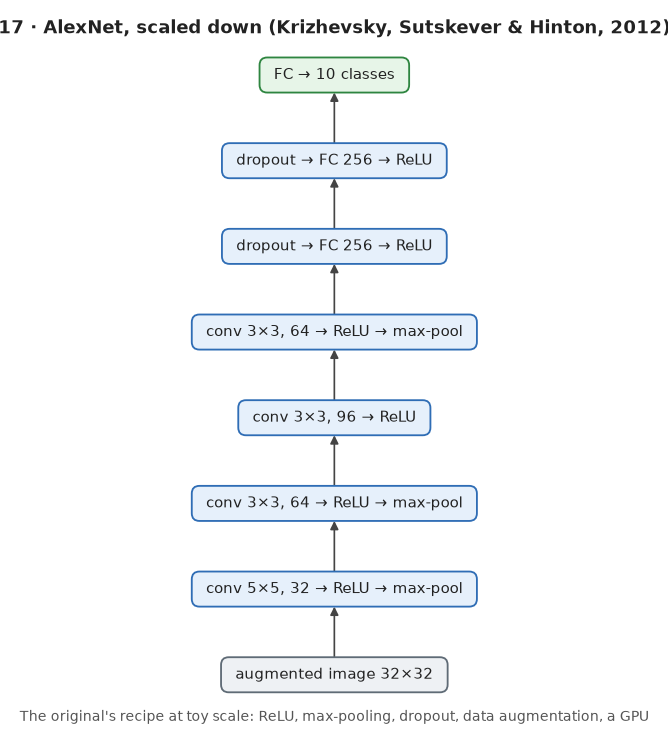 17 · AlexNet, scaled down (Krizhevsky, Sutskever & Hinton, 2012)
FC → 10 classes
dropout → FC 256 → ReLU
dropout → FC 256 → ReLU
conv 3×3, 64 → ReLU → max-pool
conv 3×3, 96 → ReLU
conv 3×3, 64 → ReLU → max-pool
conv 5×5, 32 → ReLU → max-pool
augmented image 32×32
The original's recipe at toy scale: ReLU, max-pooling, dropout, data augmentation, a GPU